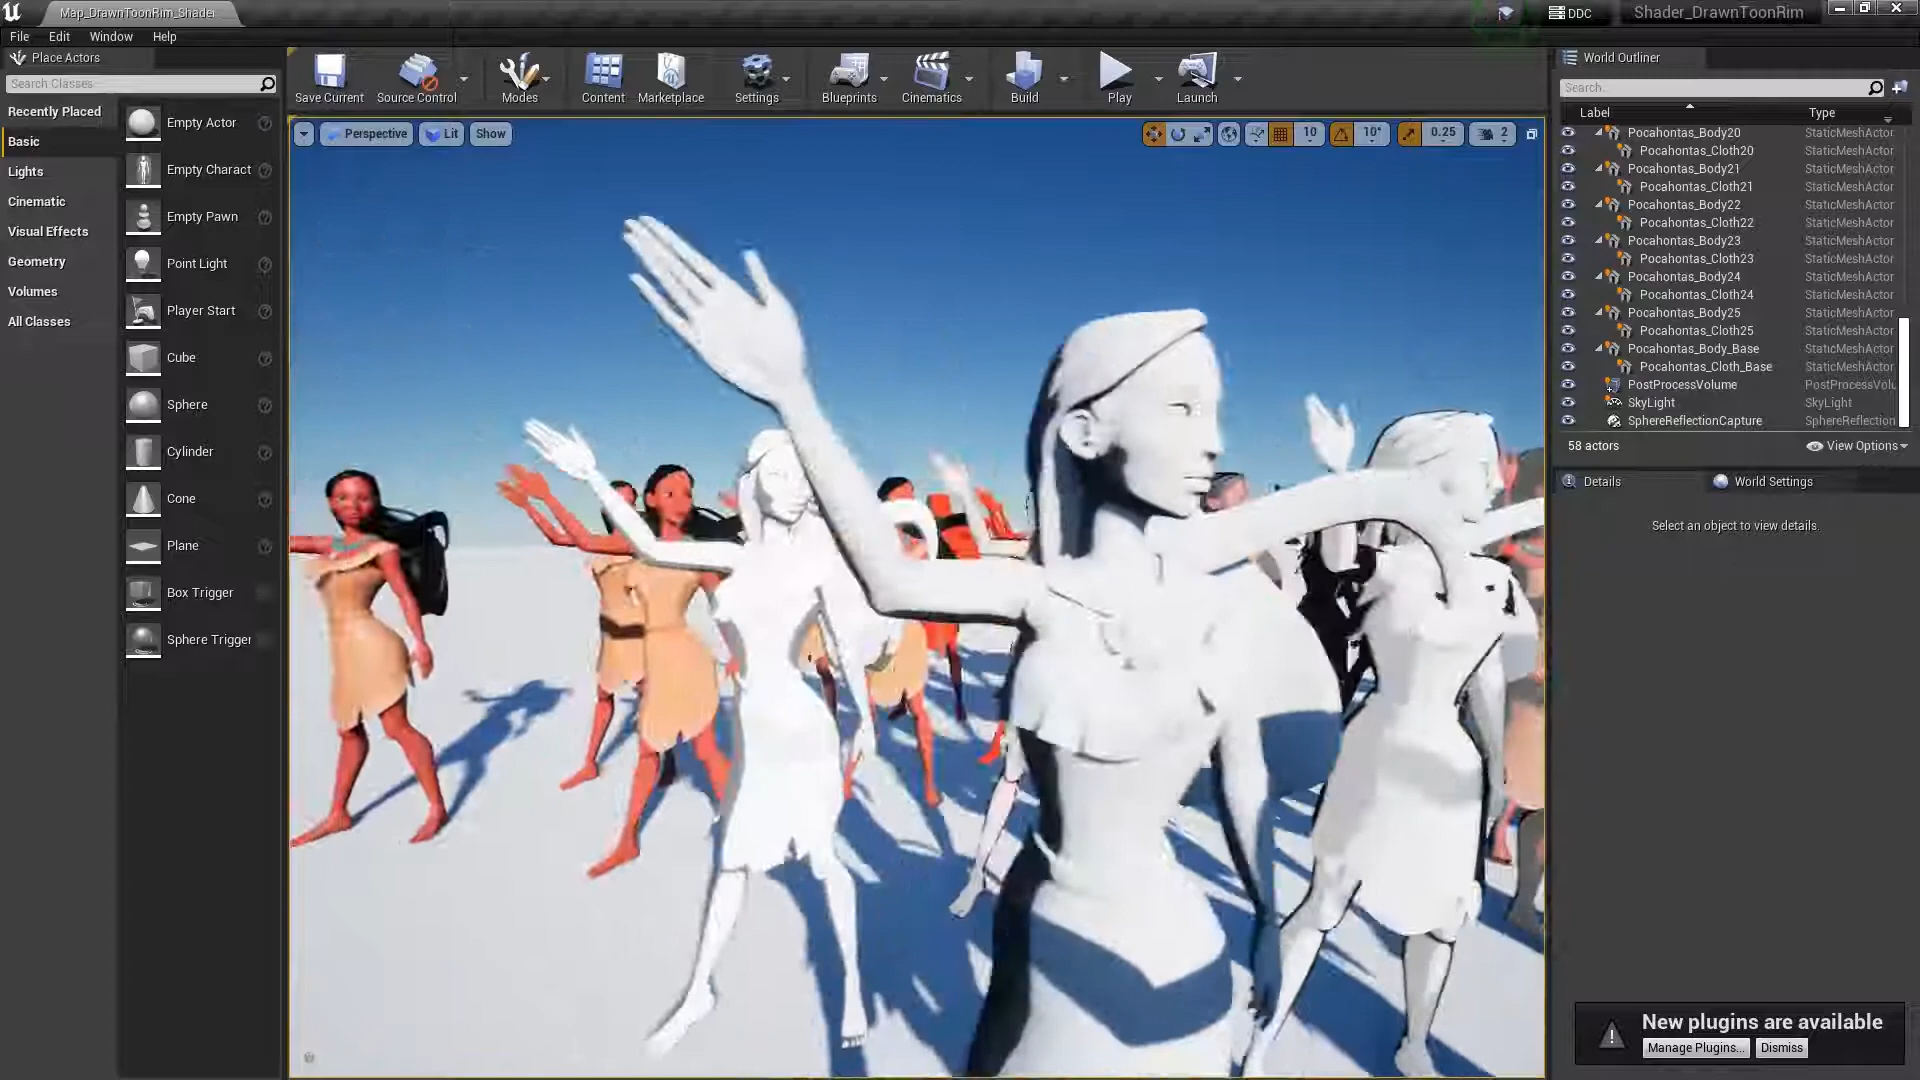 Map_DrawnToonRim_Shader
DDC
Shader_DrawnToonRim
File Edit Window Help
Place Actors
Search Classes
Recently Placed
Basic
Lights
Cinematic
Visual Effects
Geometry
Volumes
All Classes
Empty Actor
Empty Charact
Empty Pawn
Point Light
Player Start
Cube
Sphere
Cylinder
Cone
Plane
Box Trigger
Sphere Trigger
Save Current
Source Control
Modes
Content
Marketplace
Settings
Blueprints
Cinematics
Build
Play
Launch
Perspective
Lit
Show
10
10°
0.25
2
World Outliner
Search...
Label Type
Pocahontas_Body20 StaticMeshActor
Pocahontas_Cloth20 StaticMeshActor
Pocahontas_Body21 StaticMeshActor
Pocahontas_Cloth21 StaticMeshActor
Pocahontas_Body22 StaticMeshActor
Pocahontas_Cloth22 StaticMeshActor
Pocahontas_Body23 StaticMeshActor
Pocahontas_Cloth23 StaticMeshActor
Pocahontas_Body24 StaticMeshActor
Pocahontas_Cloth24 StaticMeshActor
Pocahontas_Body25 StaticMeshActor
Pocahontas_Cloth25 StaticMeshActor
Pocahontas_Body_Base StaticMeshActor
Pocahontas_Cloth_Base StaticMeshActor
PostProcessVolume PostProcessVolu
SkyLight SkyLight
SphereReflectionCapture SphereReflection
58 actors
View Options
Details
World Settings
Select an object to view details.
New plugins are available
Manage Plugins...
Dismiss